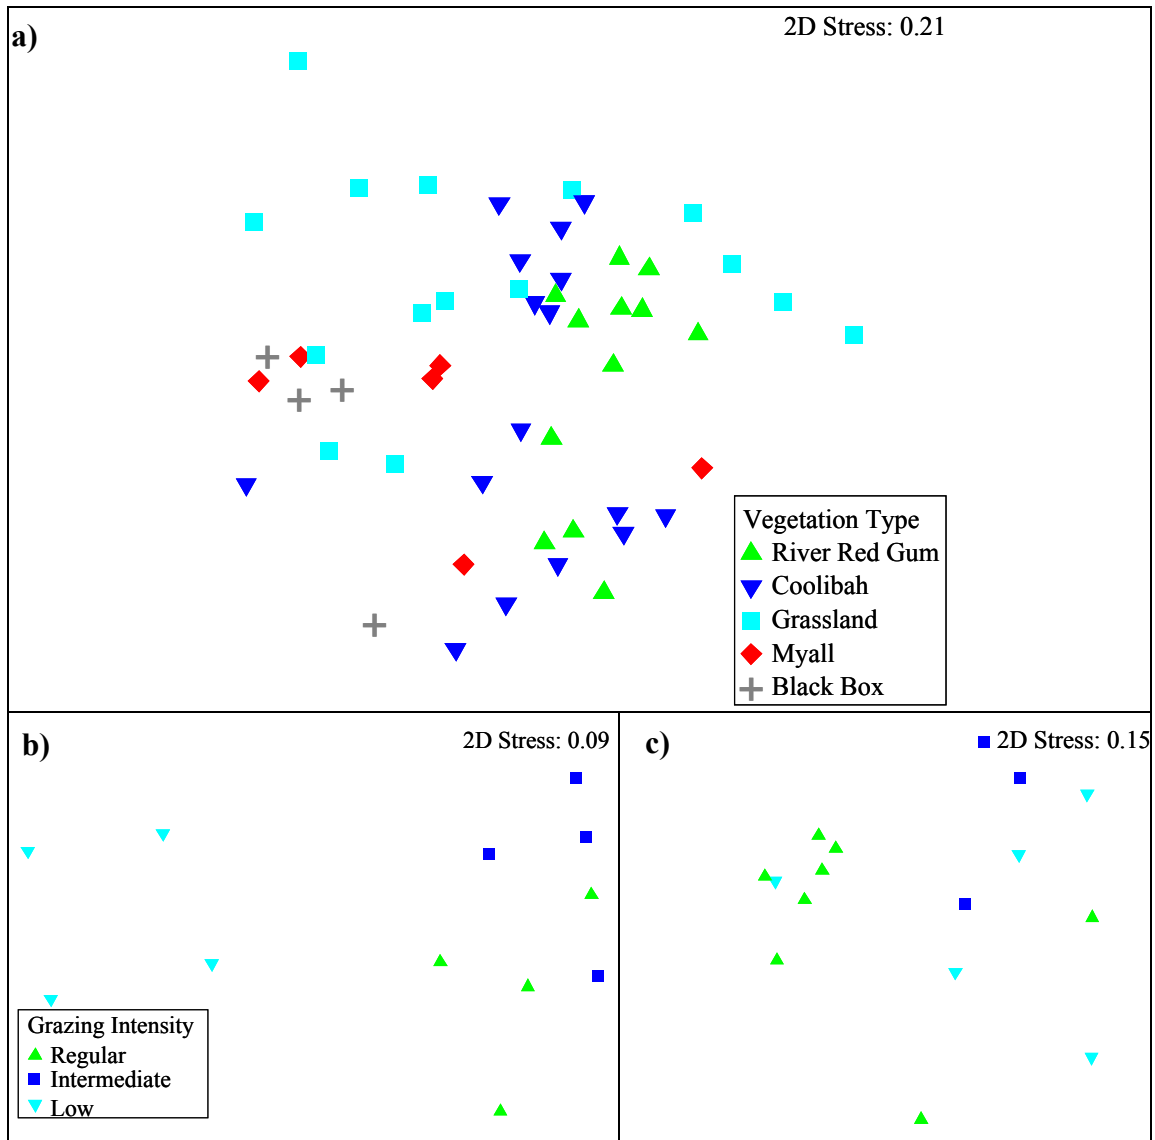 a)
2D Stress: 0.21
Vegetation Type
River Red Gum
Coolibah
Grassland
Myall
Black Box
b)
2D Stress: 0.09
Grazing Intensity
Regular
Intermediate
Low
c)
2D Stress: 0.15